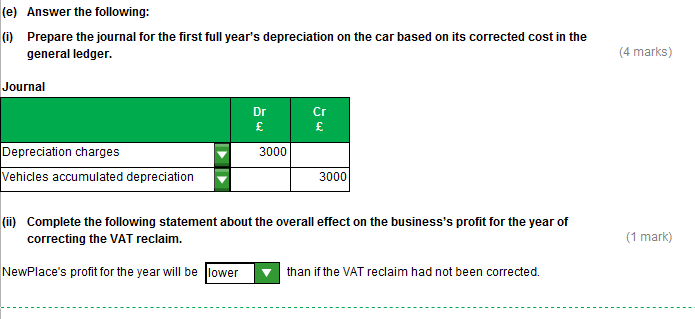 (e) Answer the following:
(i) Prepare the journal for the first full year's depreciation on the car based on its corrected cost in the
general ledger.
(4 marks)
Journal
Dr Cr
£ £
Depreciation charges 3000
Vehicles accumulated depreciation 3000
(ii) Complete the following statement about the overall effect on the business's profit for the year of
correcting the VAT reclaim.
(1 mark)
NewPlace's profit for the year will be lower than if the VAT reclaim had not been corrected.